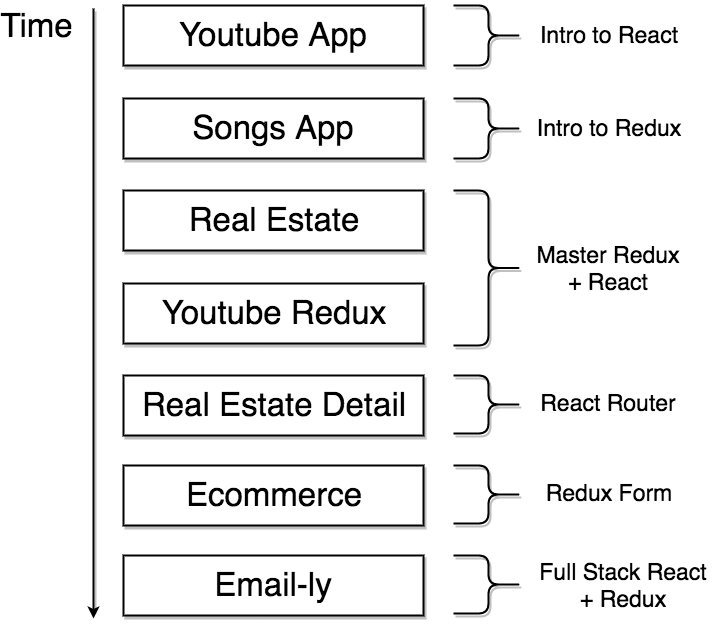 Time
Youtube App
Intro to React
Songs App
Intro to Redux
Real Estate
Master Redux
+ React
Youtube Redux
Real Estate Detail
React Router
Ecommerce
Redux Form
Email-ly
Full Stack React
+ Redux